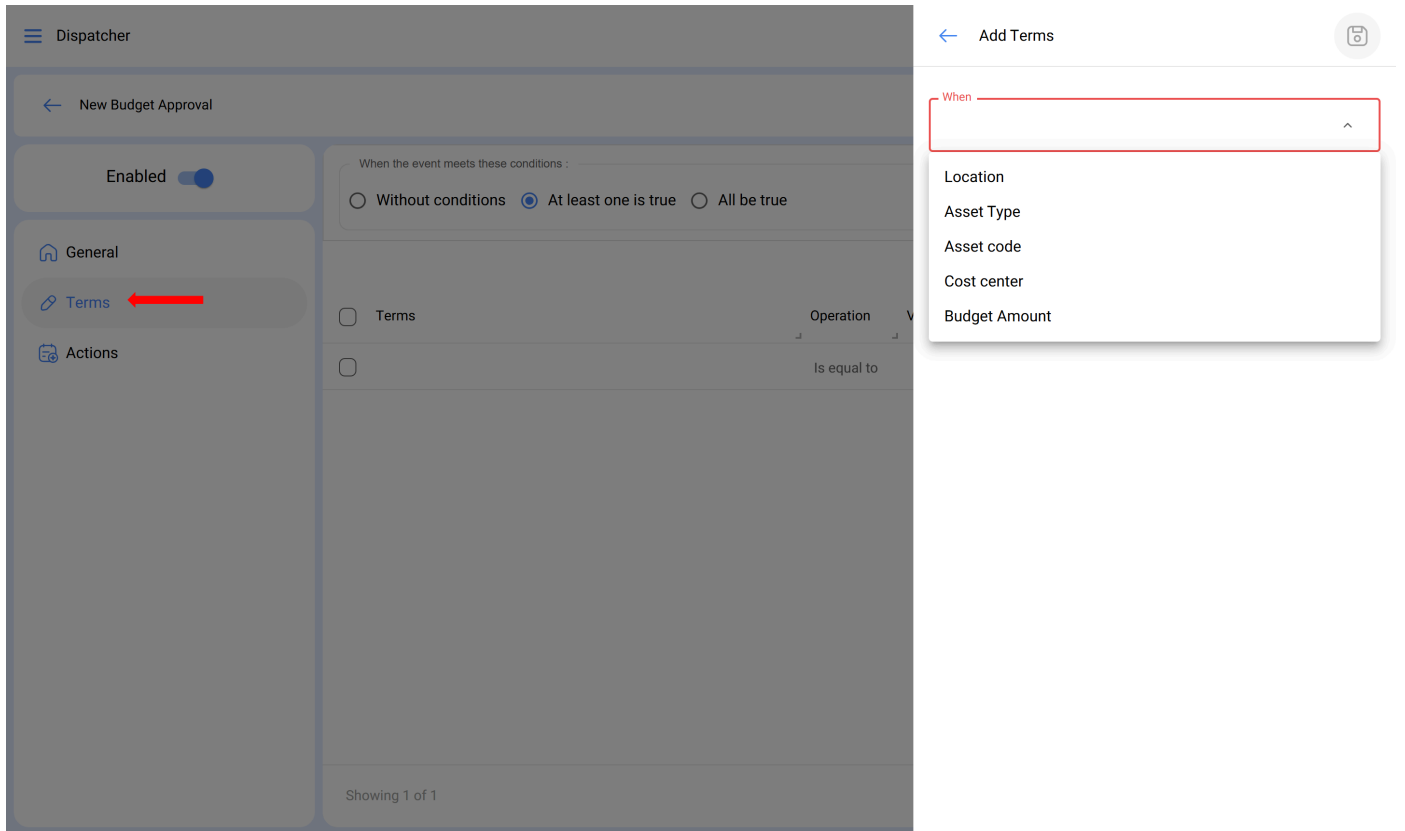 Dispatcher
New Budget Approval
Enabled
General
Terms
Actions
When the event meets these conditions :
Without conditions
At least one is true
All be true
Terms
Operation
Is equal to
Showing 1 of 1
Add Terms
When
Location
Asset Type
Asset code
Cost center
Budget Amount